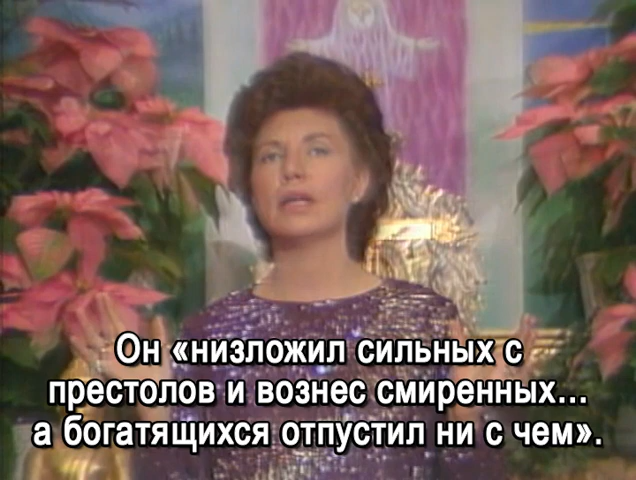 Он «низложил сильных с
престолов и вознес смиренных...
а богатящихся отпустил ни с чем».